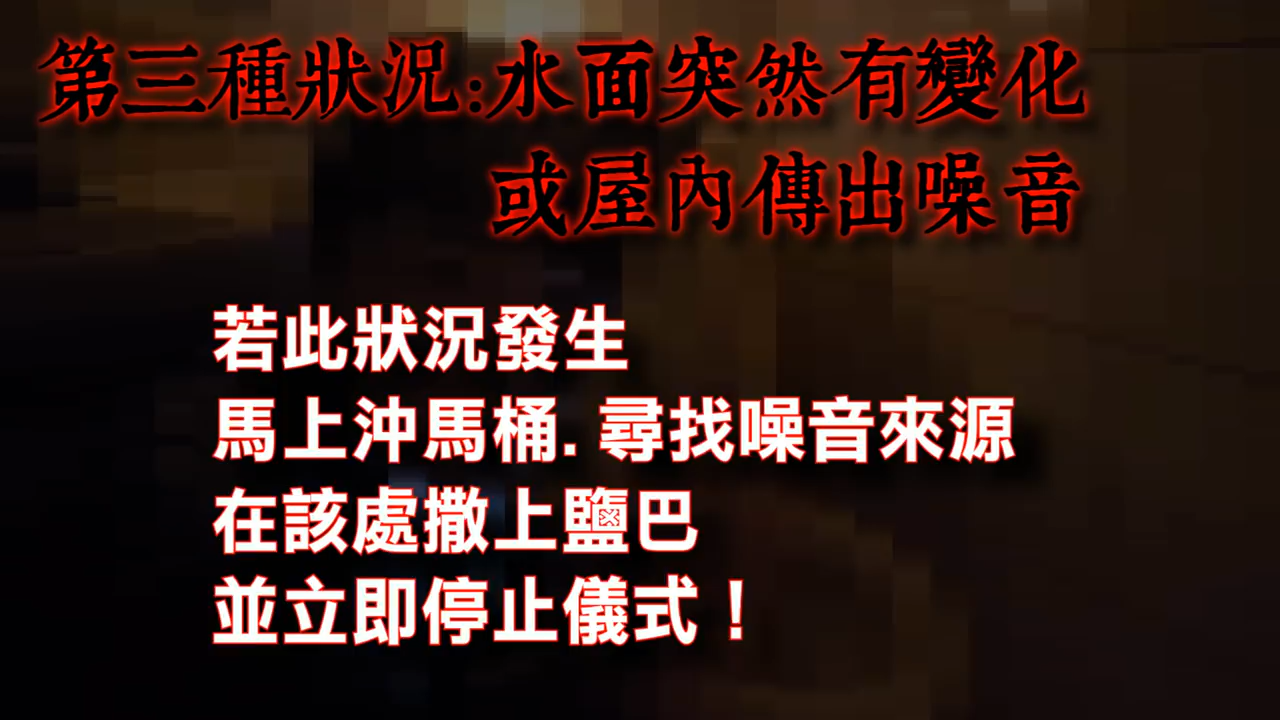 第三種狀況:水面突然有變化
或屋內傳出噪音
若此狀況發生
馬上沖馬桶.尋找噪音來源
在該處撒上鹽巴
並立即停止儀式！